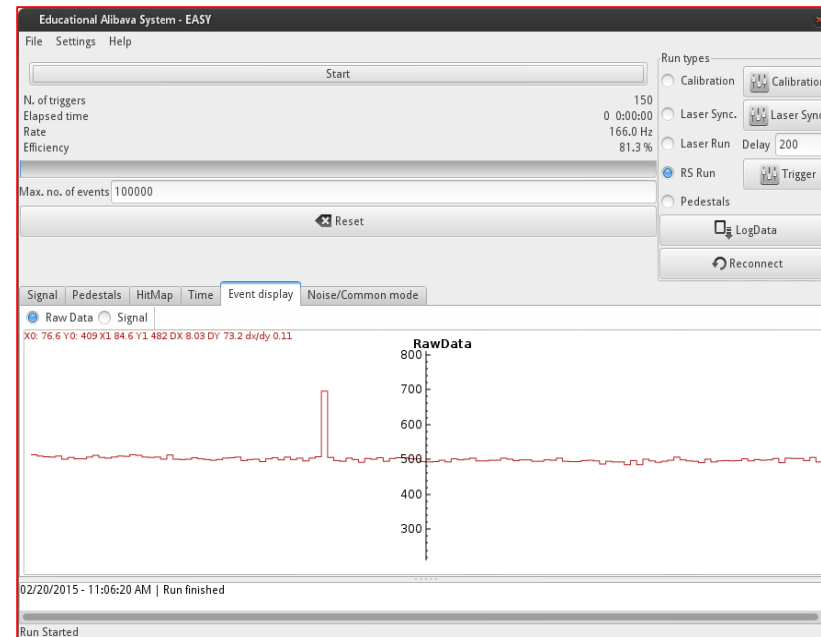 Educational Alibava System - EASY
File Settings Help
Start
N. of triggers 150
Elapsed time 0 0:00:00
Rate 166.0 Hz
Efficiency 81.3 %
Max. no. of events 100000
Reset
Run types
Calibration Calibration
Laser Sync. Laser Sync
Laser Run Delay 200
RS Run Trigger
Pedestals
LogData
Reconnect
Signal Pedestals HitMap Time Event display Noise/Common mode
Raw Data Signal
X0: 76.6 Y0: 409 X1 84.6 Y1 482 DX 8.03 DY 73.2 dx/dy 0.11
RawData
800
700
600
500
400
300
02/20/2015 - 11:06:20 AM | Run finished
Run Started